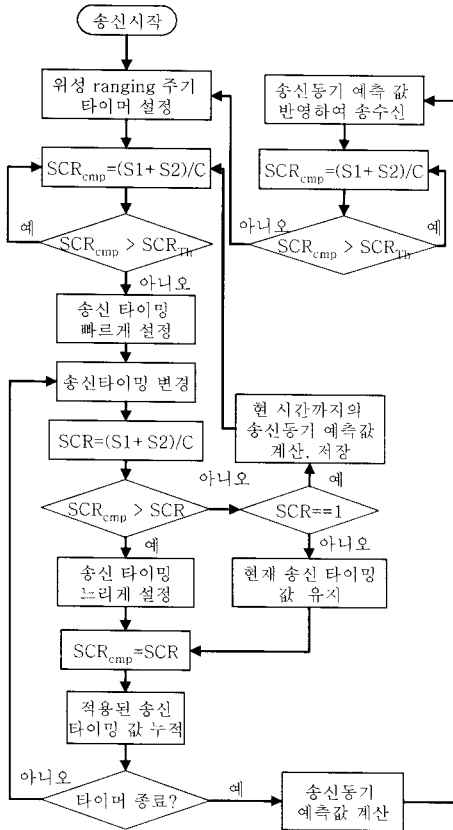 송신시작
위성 ranging 주기
타이머 설정
SCRcmp=(S1+S2)/C
예
SCRcmp > SCRTh
아니오
송신 타이밍
빠르게 설정
송신타이밍 변경
SCR=(S1+S2)/C
SCRcmp > SCR
아니오
예
송신 타이밍
느리게 설정
SCRcmp=SCR
적용된 송신
타이밍 값 누적
아니오
타이머 종료?
예
송신동기
예측값 계산
송신동기 예측 값
반영하여 송수신
SCRcmp=(S1+S2)/C
아니오
예
SCRcmp > SCRTh
현 시간까지의
송신동기 예측값
계산, 저장
예
SCR==1
아니오
현재 송신 타이밍
값 유지